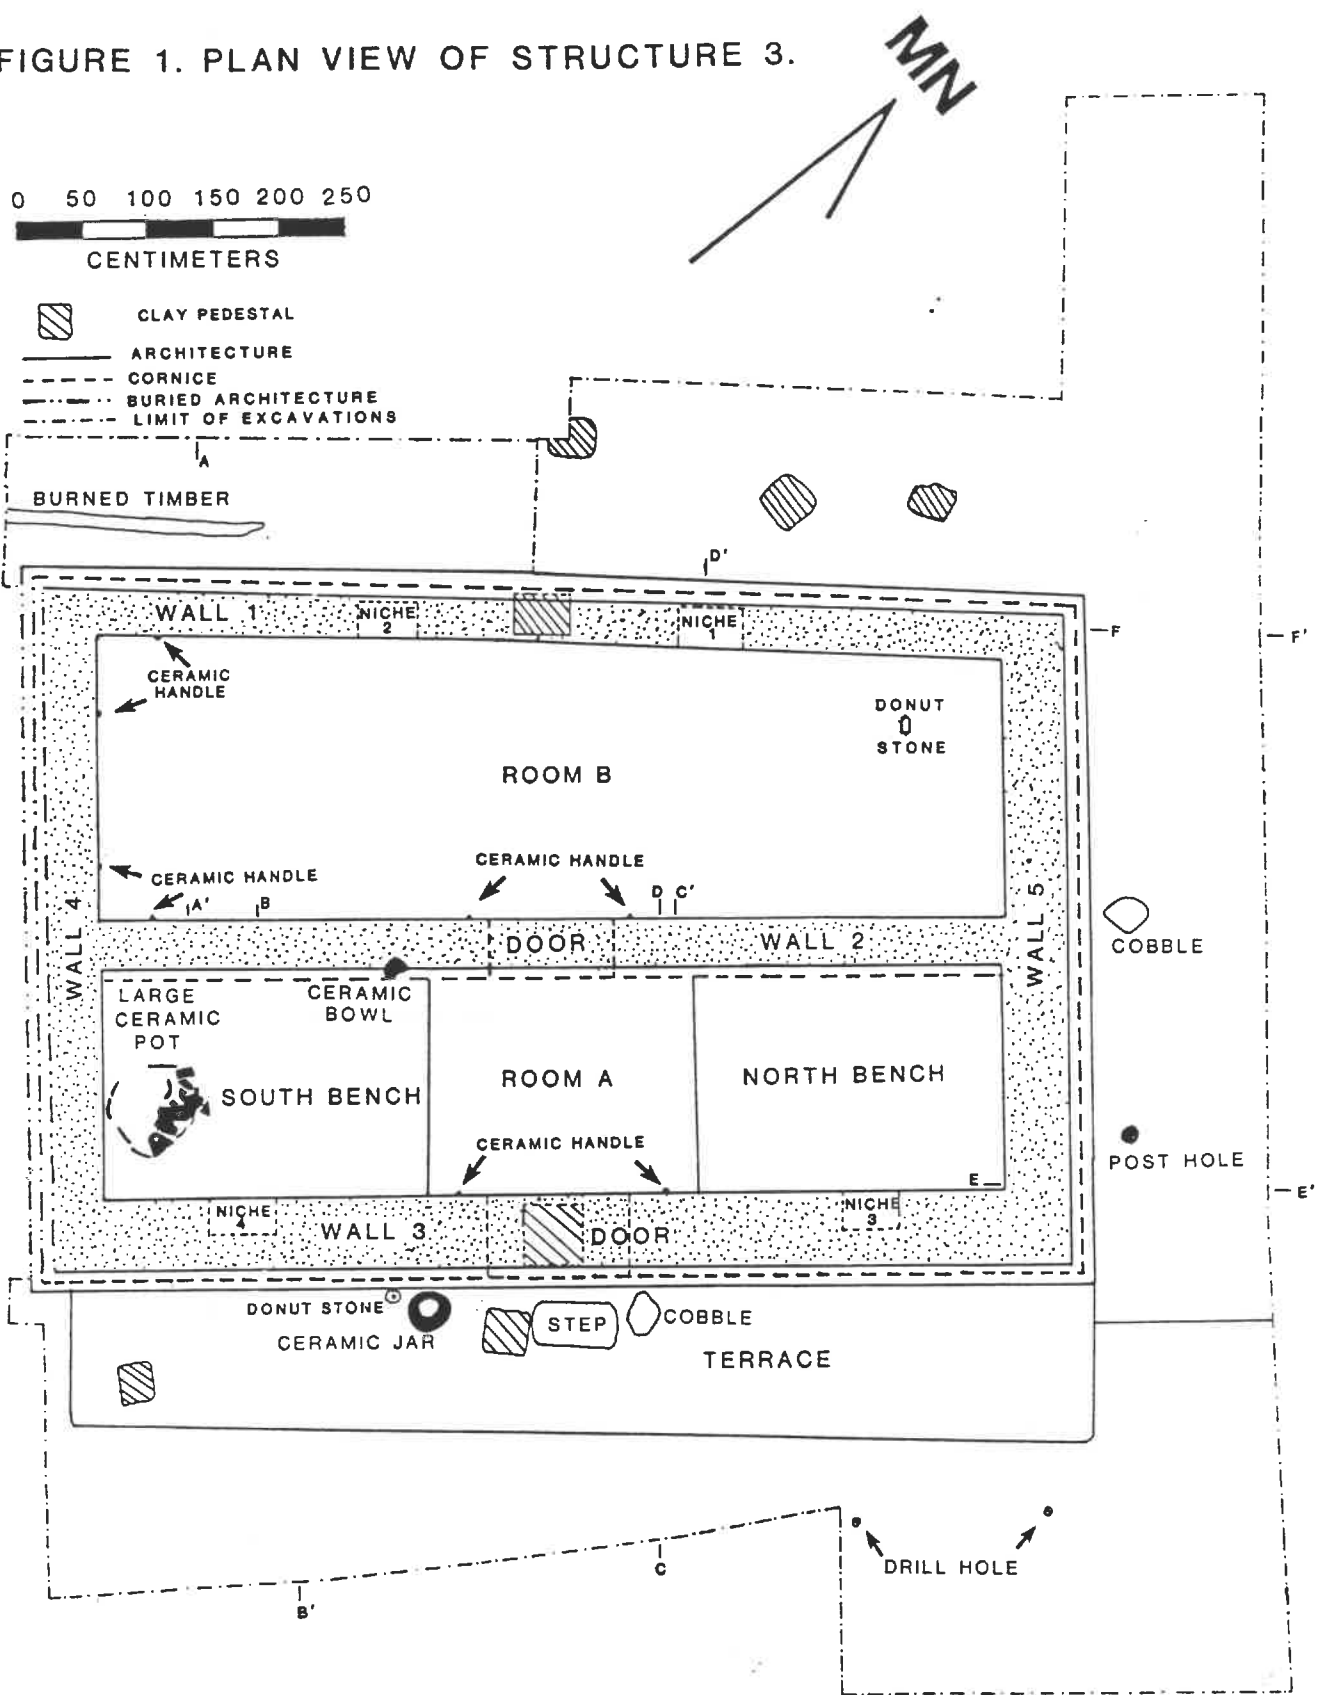 FIGURE 1. PLAN VIEW OF STRUCTURE 3.
MN
0 50 100 150 200 250
CENTIMETERS
CLAY PEDESTAL
ARCHITECTURE
CORNICE
BURIED ARCHITECTURE
LIMIT OF EXCAVATIONS
A
BURNED TIMBER
D'
WALL 1
NICHE
2
NICHE
1
F
F'
CERAMIC
HANDLE
DONUT
STONE
ROOM B
CERAMIC HANDLE
CERAMIC HANDLE
A'
B
D
C'
WALL 4
DOOR
WALL 2
WALL 5
COBBLE
LARGE
CERAMIC
POT
CERAMIC
BOWL
SOUTH BENCH
ROOM A
NORTH BENCH
CERAMIC HANDLE
POST HOLE
E
E'
NICHE
4
WALL 3
DOOR
NICHE
3
DONUT STONE
CERAMIC JAR
STEP
COBBLE
TERRACE
DRILL HOLE
C
B'